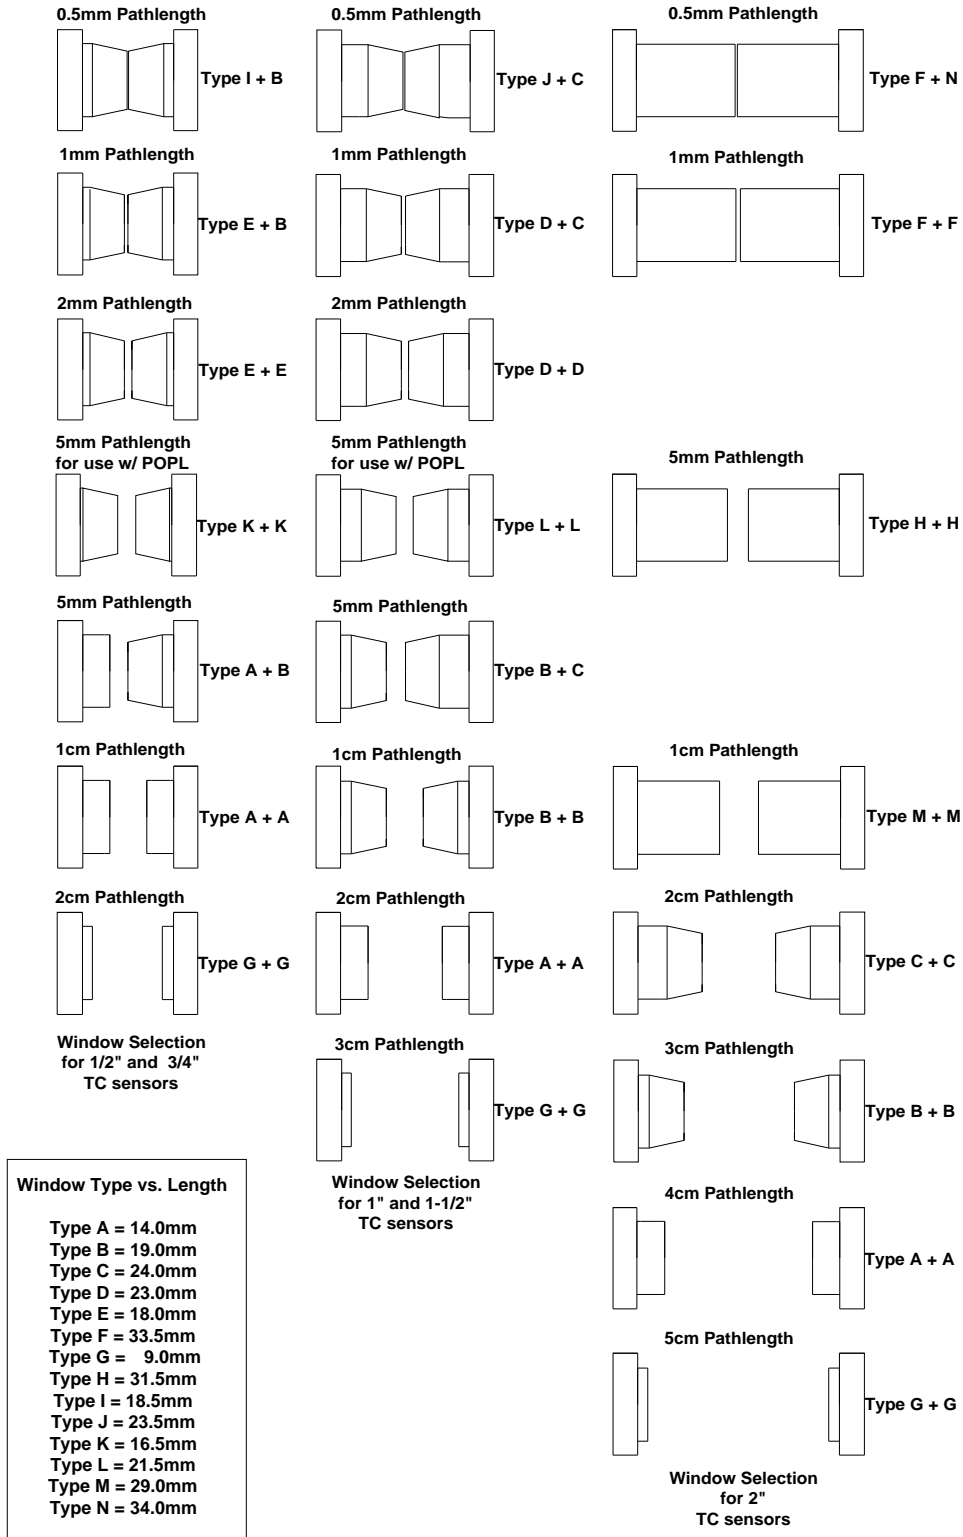 0.5mm Pathlength
Type I + B
1mm Pathlength
Type E + B
2mm Pathlength
Type E + E
5mm Pathlength
for use w/ POPL
Type K + K
5mm Pathlength
Type A + B
1cm Pathlength
Type A + A
2cm Pathlength
Type G + G
Window Selection
for 1/2" and 3/4"
TC sensors
0.5mm Pathlength
Type J + C
1mm Pathlength
Type D + C
2mm Pathlength
Type D + D
5mm Pathlength
for use w/ POPL
Type L + L
5mm Pathlength
Type B + C
1cm Pathlength
Type B + B
2cm Pathlength
Type A + A
3cm Pathlength
Type G + G
Window Selection
for 1" and 1-1/2"
TC sensors
0.5mm Pathlength
Type F + N
1mm Pathlength
Type F + F
5mm Pathlength
Type H + H
1cm Pathlength
Type M + M
2cm Pathlength
Type C + C
3cm Pathlength
Type B + B
4cm Pathlength
Type A + A
5cm Pathlength
Type G + G
Window Selection
for 2"
TC sensors
Window Type vs. Length
Type A = 14.0mm
Type B = 19.0mm
Type C = 24.0mm
Type D = 23.0mm
Type E = 18.0mm
Type F = 33.5mm
Type G = 9.0mm
Type H = 31.5mm
Type I = 18.5mm
Type J = 23.5mm
Type K = 16.5mm
Type L = 21.5mm
Type M = 29.0mm
Type N = 34.0mm